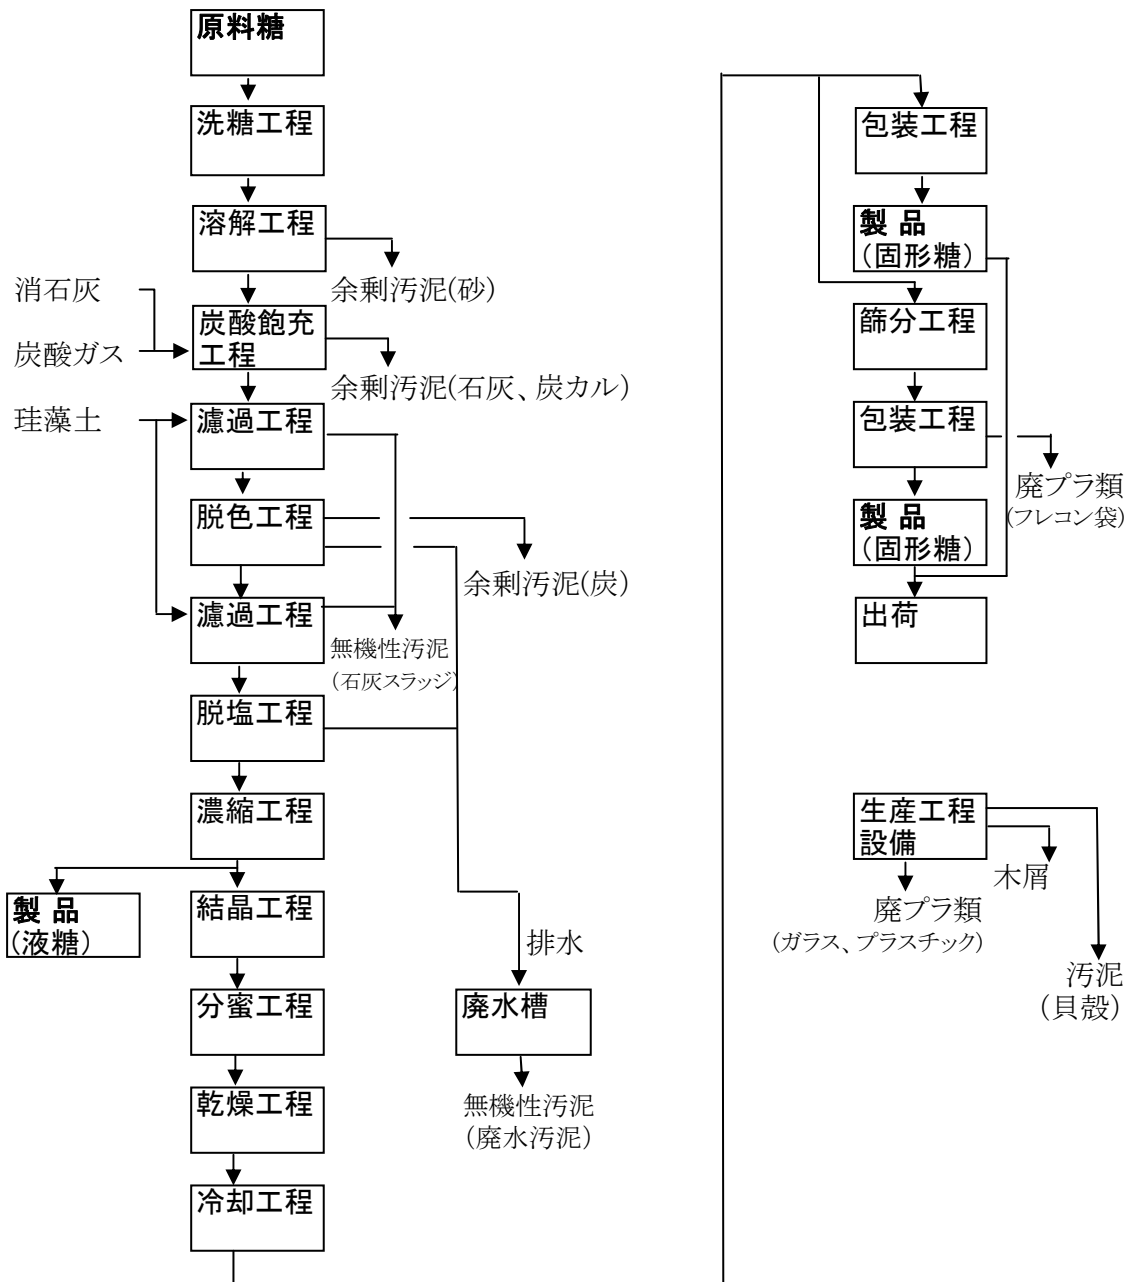 原料糖
洗糖工程
溶解工程
余剰汚泥(砂)
消石灰
炭酸ガス
炭酸飽充
工程
余剰汚泥(石灰、炭カル)
珪藻土
濾過工程
脱色工程
余剰汚泥(炭)
濾過工程
無機性汚泥
(石灰スラッジ)
脱塩工程
濃縮工程
製 品
(液糖)
結晶工程
排水
分蜜工程
廃水槽
無機性汚泥
(廃水汚泥)
乾燥工程
冷却工程
包装工程
製 品
(固形糖)
篩分工程
包装工程
廃プラ類
(フレコン袋)
製 品
(固形糖)
出荷
生産工程
設備
木屑
廃プラ類
(ガラス、プラスチック)
汚泥
(貝殻)